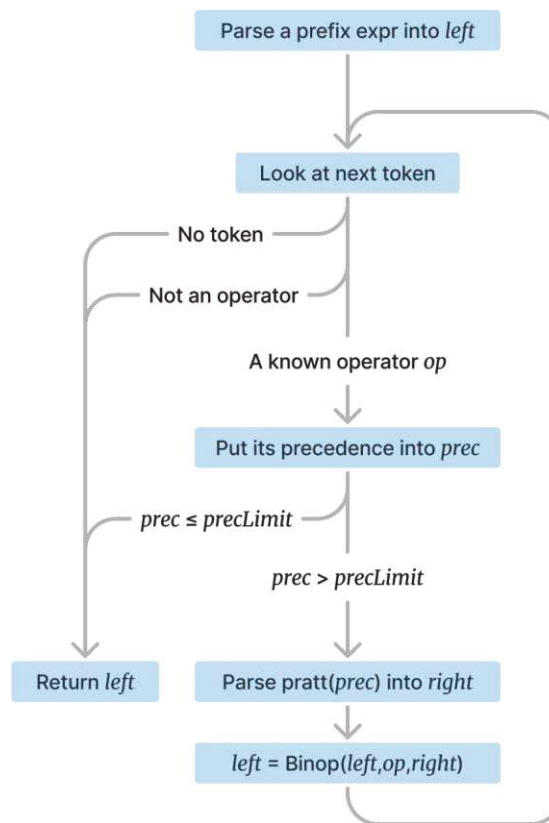 Parse a prefix expr into left
Look at next token
No token
Not an operator
A known operator op
Put its precedence into prec
prec ≤ precLimit
prec > precLimit
Return left
Parse pratt(prec) into right
left = Binop(left,op,right)